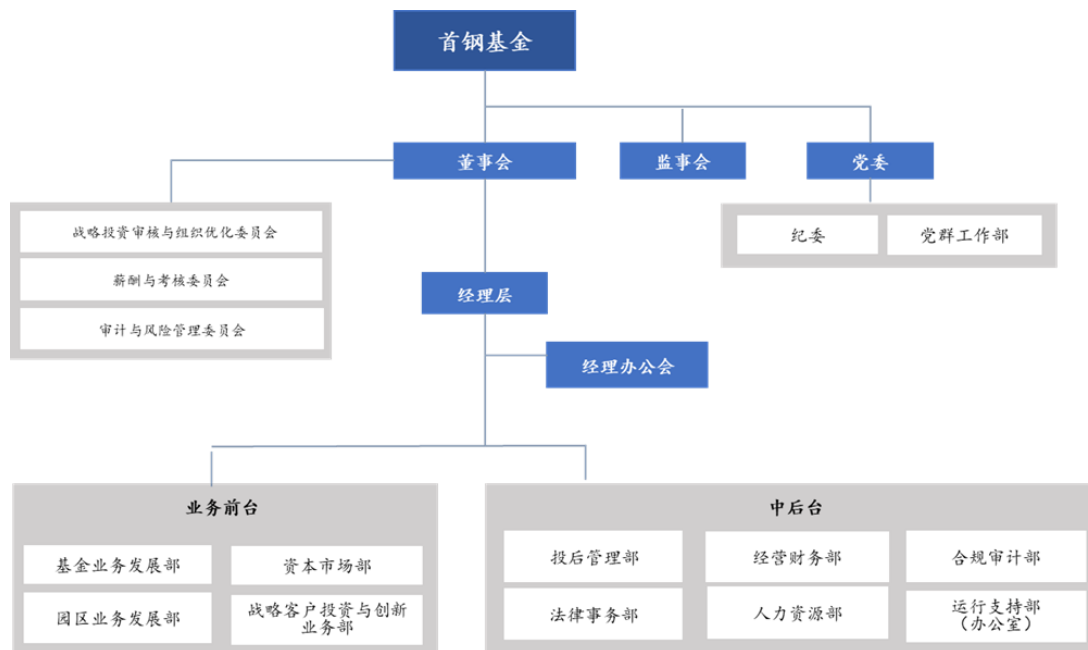 首钢基金
董事会
监事会
党委
战略投资审核与组织优化委员会
薪酬与考核委员会
审计与风险管理委员会
纪委
党群工作部
经理层
经理办公会
业务前台
基金业务发展部
资本市场部
园区业务发展部
战略客户投资与创新
业务部
中后台
投后管理部
经营财务部
合规审计部
法律事务部
人力资源部
运行支持部
（办公室）